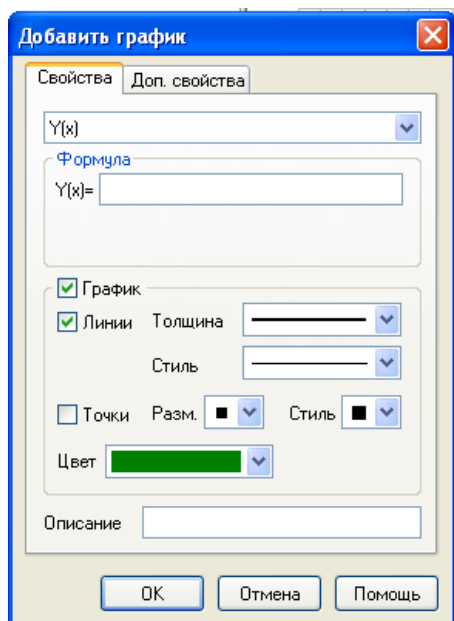 Добавить график
Свойства Доп. свойства
Y(x)
Формула
Y(x)=
График
Линии Толщина
Стиль
Точки Разм. Стиль
Цвет
Описание
OK Отмена Помощь